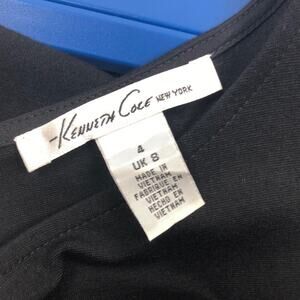 KENNETH COLE NEW YORK
4
UK 8
MADE IN
VIETNAM
FABRIQUE EN
VIETNAM
HECHO EN
VIETNAM